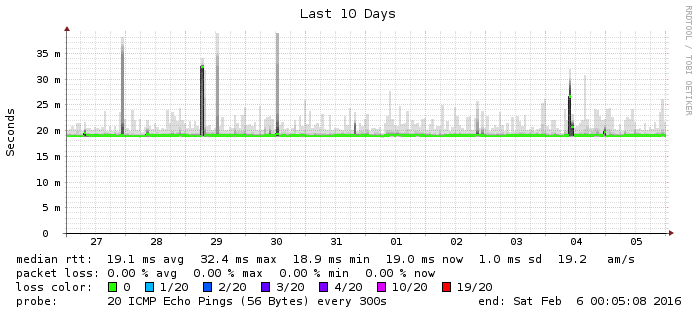 Last 10 Days
RRDTOOL / TOBI OETIKER
Seconds
35 m
30 m
25 m
20 m
15 m
10 m
5 m
0
27 28 29 30 31 01 02 03 04 05
median rtt: 19.1 ms avg 32.4 ms max 18.9 ms min 19.0 ms now 1.0 ms sd 19.2 am/s
packet loss: 0.00 % avg 0.00 % max 0.00 % min 0.00 % now
loss color: 0 1/20 2/20 3/20 4/20 10/20 19/20
probe: 20 ICMP Echo Pings (56 Bytes) every 300s end: Sat Feb 6 00:05:08 2016